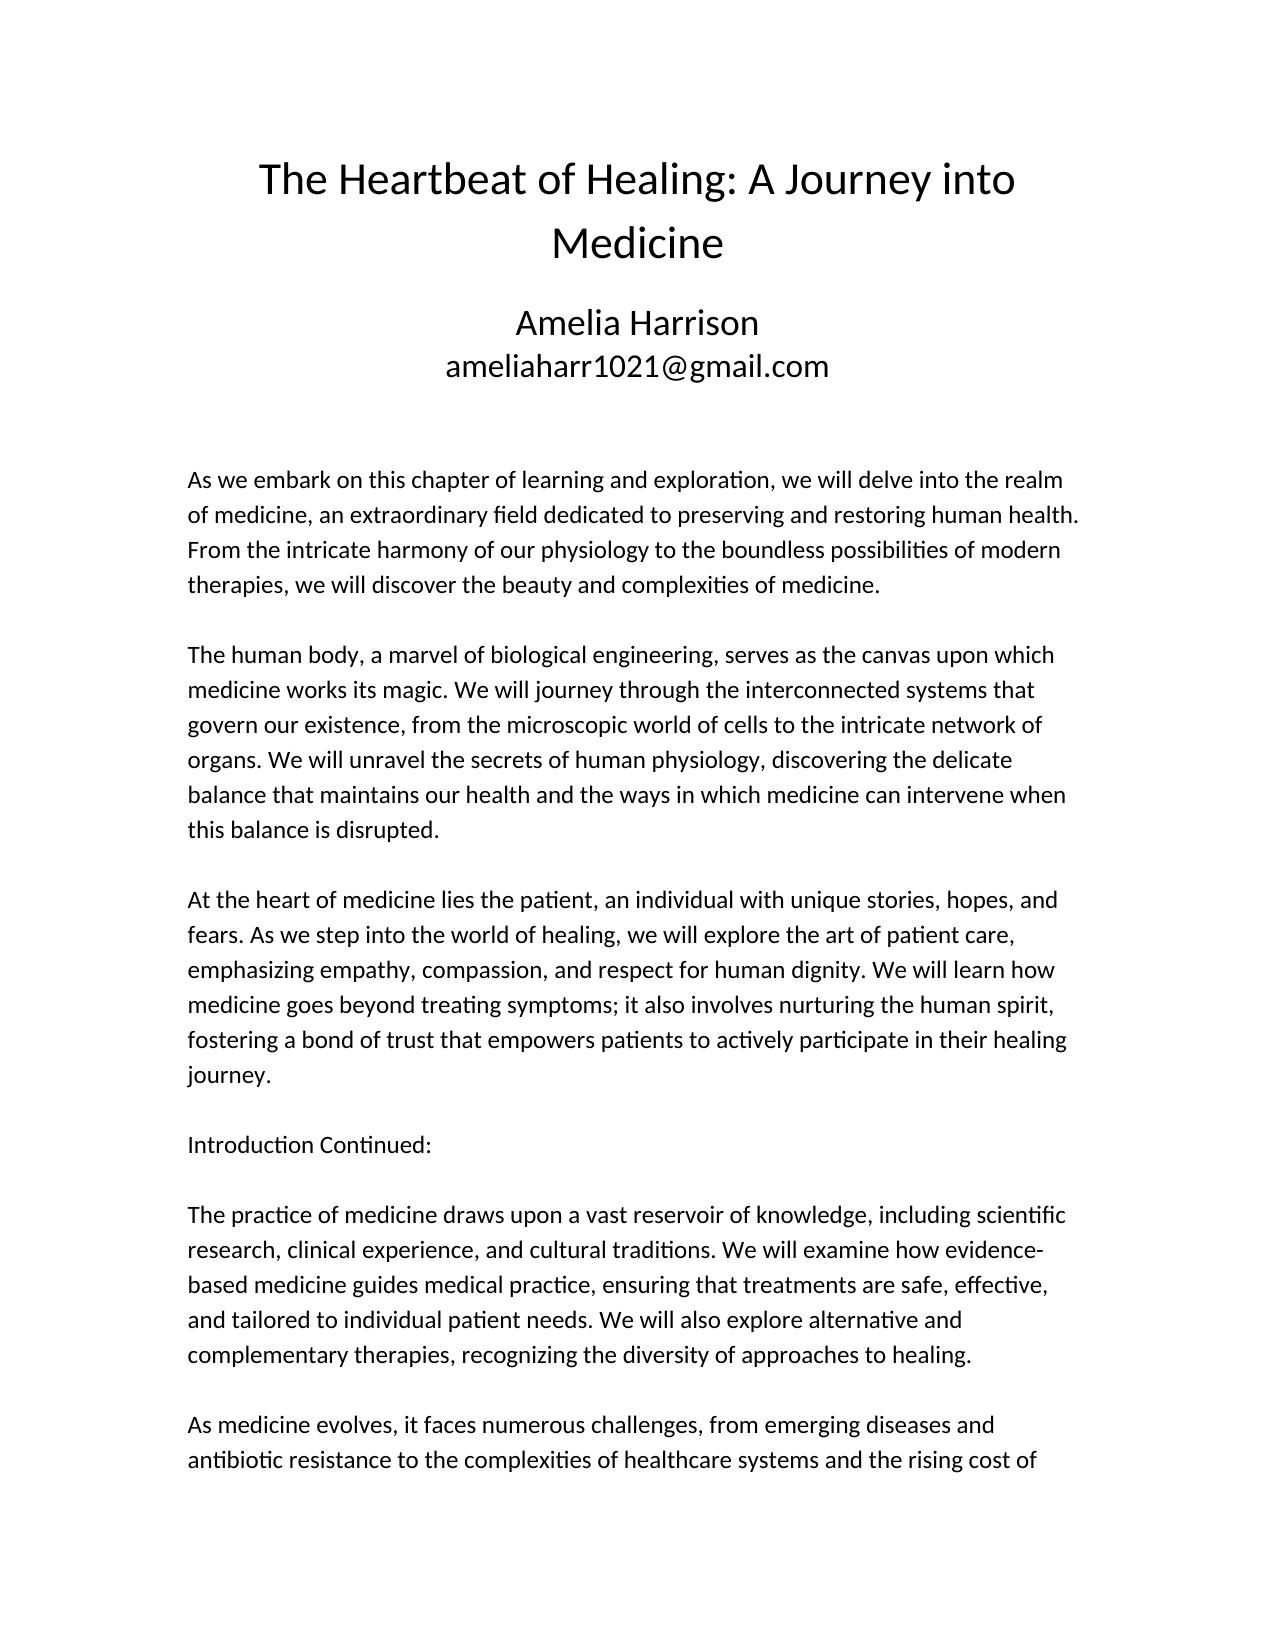 The Heartbeat of Healing: A Journey into
Medicine
Amelia Harrison
ameliaharr1021@gmail.com
As we embark on this chapter of learning and exploration, we will delve into the realm
of medicine, an extraordinary field dedicated to preserving and restoring human health.
From the intricate harmony of our physiology to the boundless possibilities of modern
therapies, we will discover the beauty and complexities of medicine.
The human body, a marvel of biological engineering, serves as the canvas upon which
medicine works its magic. We will journey through the interconnected systems that
govern our existence, from the microscopic world of cells to the intricate network of
organs. We will unravel the secrets of human physiology, discovering the delicate
balance that maintains our health and the ways in which medicine can intervene when
this balance is disrupted.
At the heart of medicine lies the patient, an individual with unique stories, hopes, and
fears. As we step into the world of healing, we will explore the art of patient care,
emphasizing empathy, compassion, and respect for human dignity. We will learn how
medicine goes beyond treating symptoms; it also involves nurturing the human spirit,
fostering a bond of trust that empowers patients to actively participate in their healing
journey.
Introduction Continued:
The practice of medicine draws upon a vast reservoir of knowledge, including scientific
research, clinical experience, and cultural traditions. We will examine how evidence-
based medicine guides medical practice, ensuring that treatments are safe, effective,
and tailored to individual patient needs. We will also explore alternative and
complementary therapies, recognizing the diversity of approaches to healing.
As medicine evolves, it faces numerous challenges, from emerging diseases and
antibiotic resistance to the complexities of healthcare systems and the rising cost of